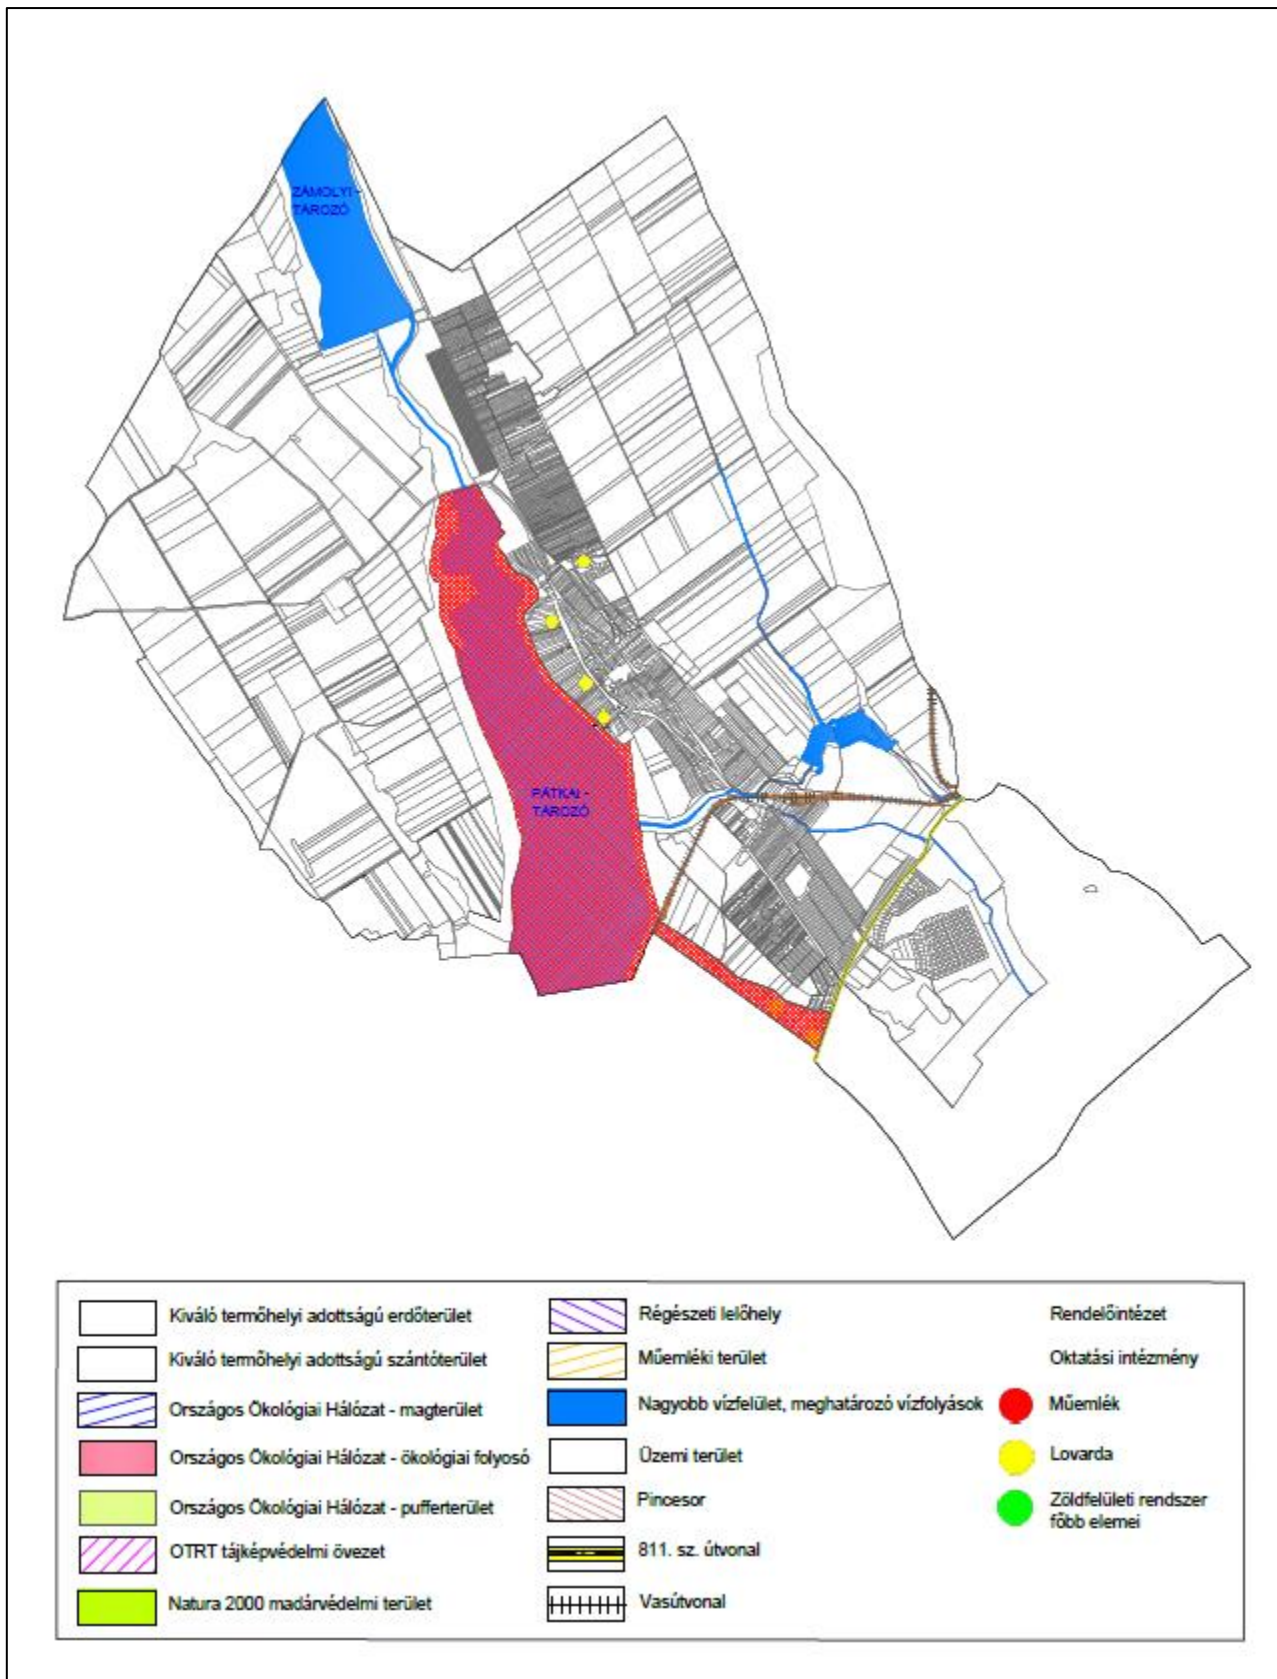 ZÁMOLYI -
TÁROZÓ
PÁTKAI -
TÁROZÓ
Kiváló termőhelyi adottságú erdőterület
Kiváló termőhelyi adottságú szántóterület
Országos Ökológiai Hálózat - magterület
Országos Ökológiai Hálózat - ökológiai folyosó
Országos Ökológiai Hálózat - pufferterület
OTRT tájképvédelmi övezet
Natura 2000 madárvédelmi terület
Régészeti lelőhely
Műemléki terület
Nagyobb vízfelület, meghatározó vízfolyások
Üzemi terület
Pincesor
811. sz. útvonal
Vasútvonal
Rendelőintézet
Oktatási intézmény
Műemlék
Lovarda
Zöldfelületi rendszer
főbb elemei